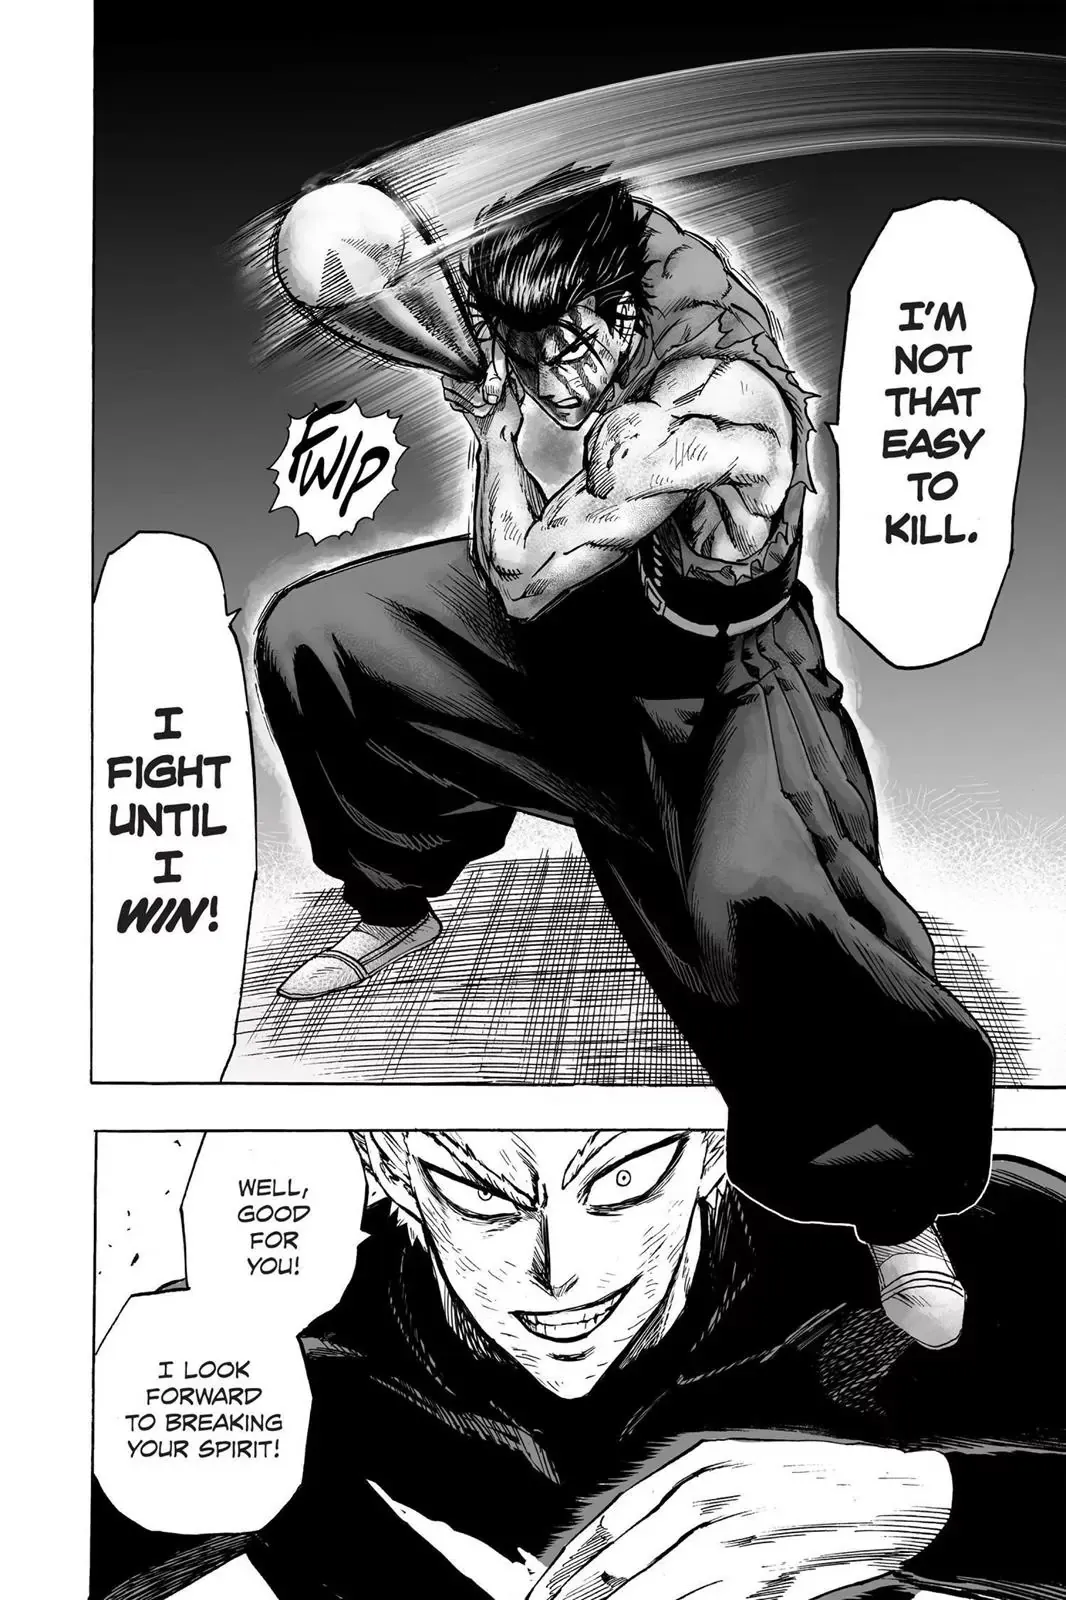 I'M
NOT
THAT
EASY
TO
KILL.
FWIP
I
FIGHT
UNTIL
I
WIN!
WELL,
GOOD
FOR
YOU!
I LOOK
FORWARD
TO BREAKING
YOUR SPIRIT!